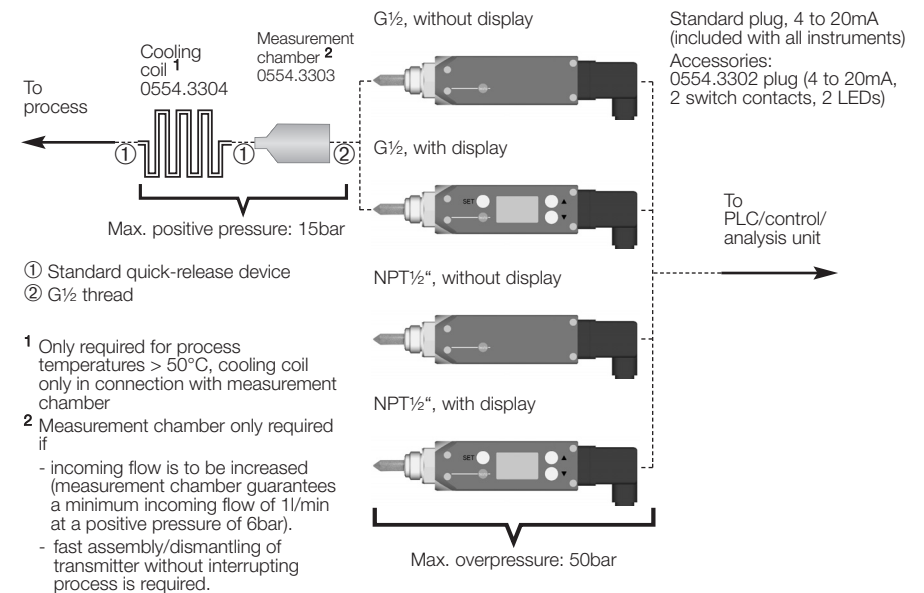 G½, without display
Standard plug, 4 to 20mA
(included with all instruments)
Accessories:
0554.3302 plug (4 to 20mA,
2 switch contacts, 2 LEDs)
Measurement
chamber 2
0554.3303
Cooling
coil 1
0554.3304
To
process
① ① ②
G½, with display
SET
▲
▼
Max. positive pressure: 15bar
To
PLC/control/
analysis unit
① Standard quick-release device
② G½ thread
NPT½“, without display
1 Only required for process
temperatures > 50°C, cooling coil
only in connection with measurement
chamber
2 Measurement chamber only required
if
- incoming flow is to be increased
(measurement chamber guarantees
a minimum incoming flow of 1l/min
at a positive pressure of 6bar).
- fast assembly/dismantling of
transmitter without interrupting
process is required.
NPT½“, with display
SET
▲
▼
Max. overpressure: 50bar